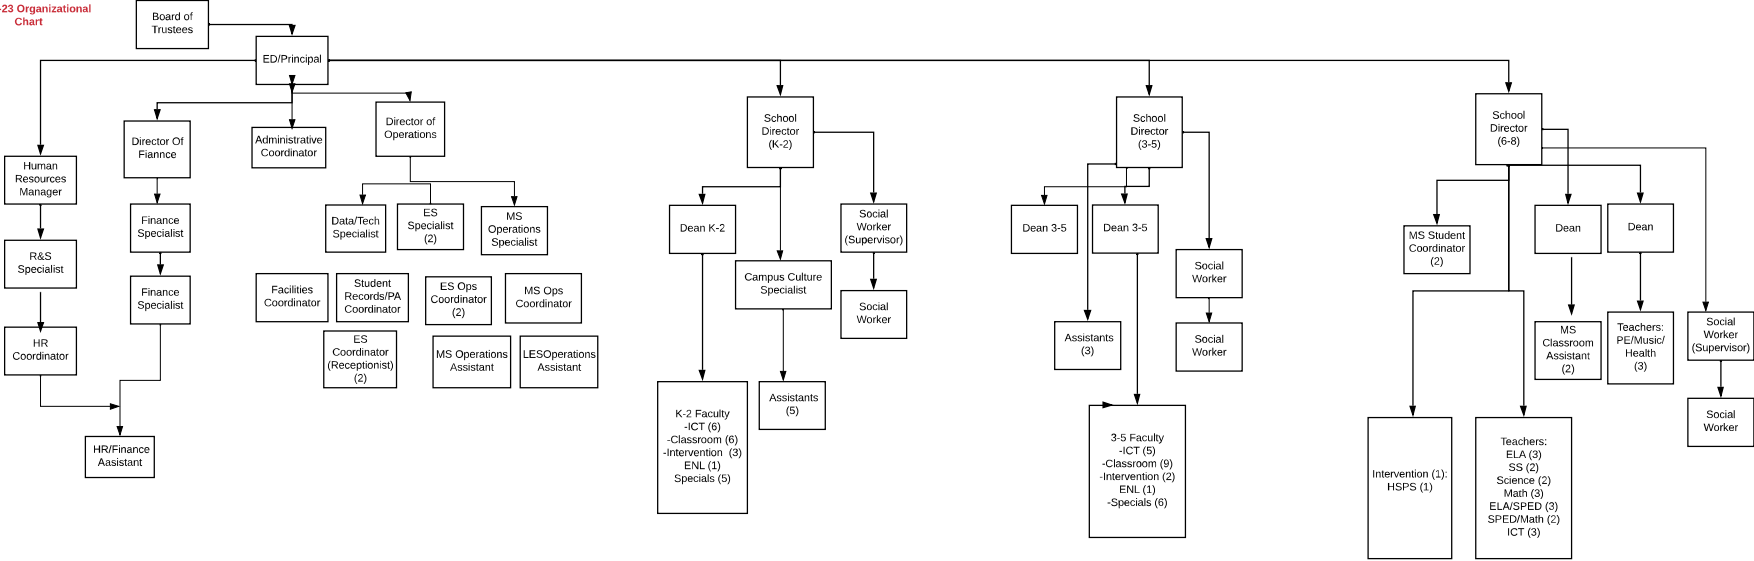 -23 Organizational
Chart
Board of
Trustees
ED/Principal
Human
Resources
Manager
R&S
Specialist
HR
Coordinator
Director Of
Fiannce
Finance
Specialist
Finance
Specialist
HR/Finance
Aasistant
Administrative
Coordinator
Director of
Operations
Data/Tech
Specialist
ES
Specialist
(2)
MS
Operations
Specialist
Facilities
Coordinator
Student
Records/PA
Coordinator
ES Ops
Coordinator
(2)
MS Ops
Coordinator
ES
Coordinator
(Receptionist)
(2)
MS Operations
Assistant
LESOperations
Assistant
School
Director
(K-2)
Dean K-2
Campus Culture
Specialist
Social
Worker
(Supervisor)
Social
Worker
K-2 Faculty
-ICT (6)
-Classroom (6)
-Intervention (3)
ENL (1)
Specials (5)
Assistants
(5)
School
Director
(3-5)
Dean 3-5
Dean 3-5
Social
Worker
Social
Worker
Assistants
(3)
3-5 Faculty
-ICT (5)
-Classroom (9)
-Intervention (2)
ENL (1)
-Specials (6)
School
Director
(6-8)
MS Student
Coordinator
(2)
Dean
Dean
MS
Classroom
Assistant
(2)
Teachers:
PE/Music/
Health
(3)
Social
Worker
(Supervisor)
Social
Worker
Intervention (1):
HSPS (1)
Teachers:
ELA (3)
SS (2)
Science (2)
Math (3)
ELA/SPED (3)
SPED/Math (2)
ICT (3)